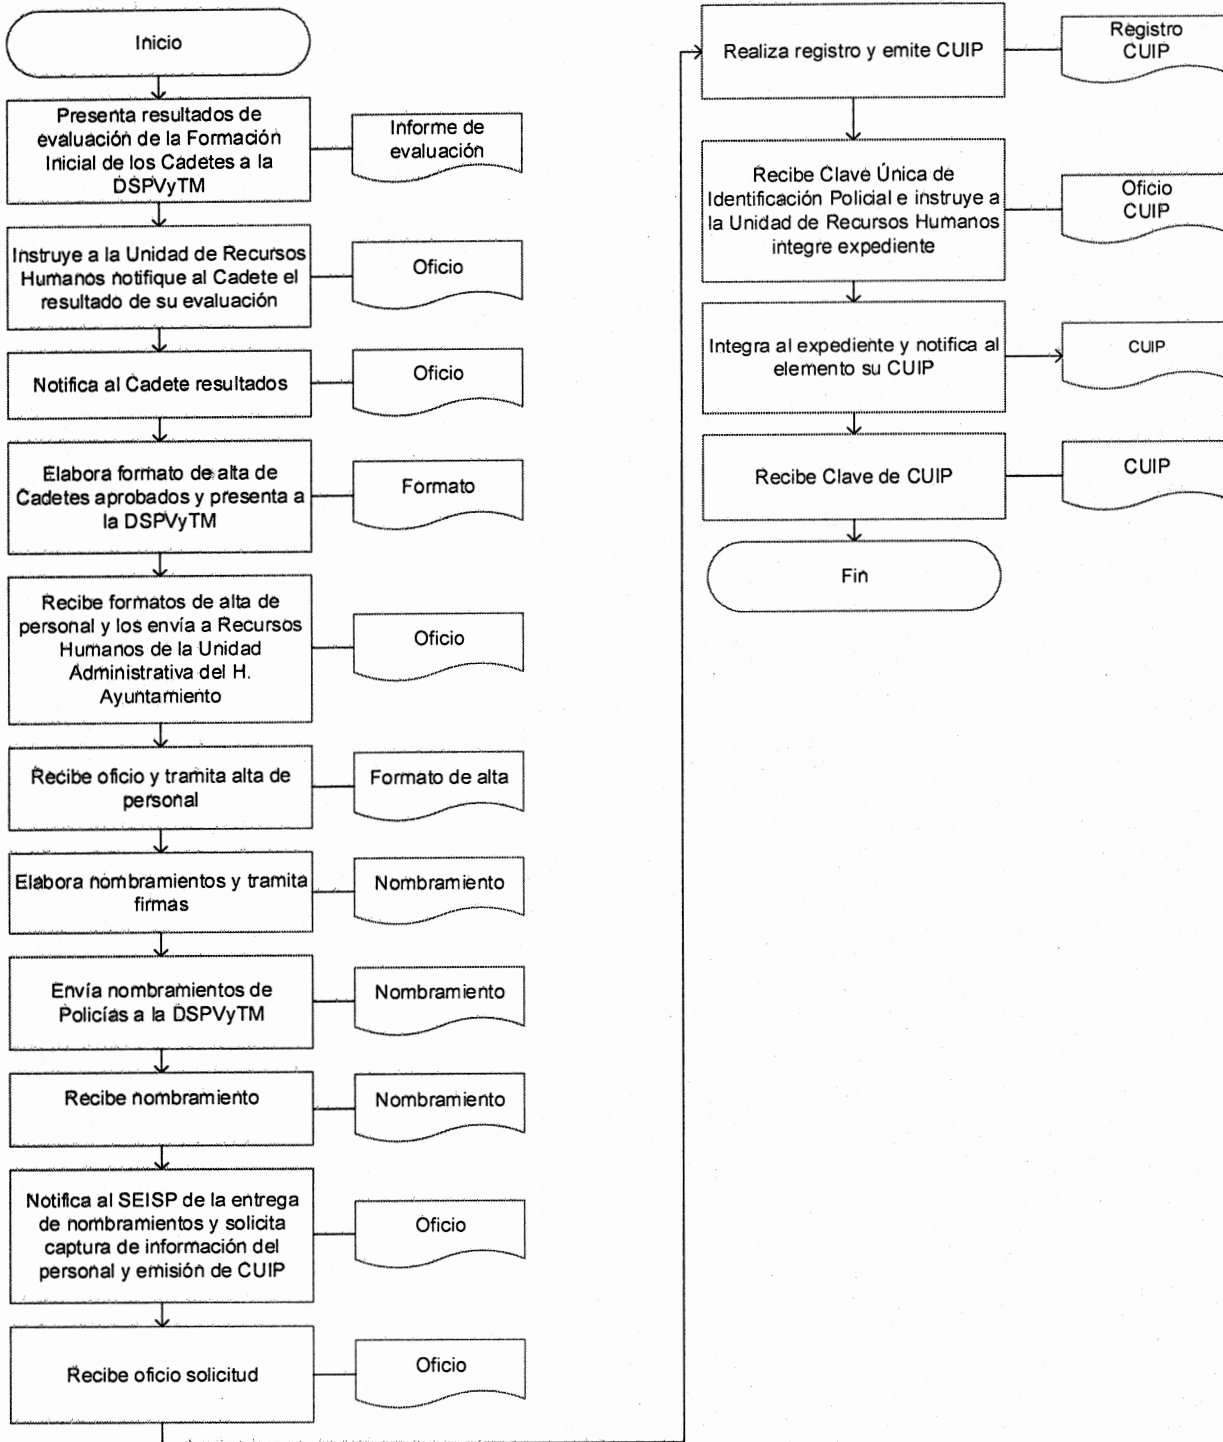 Inicio
Presenta resultados de
evaluación de la Formación
Inicial de los Cadetes a la
DSPVyTM
Informe de
evaluación
Instruye a la Unidad de Recursos
Humanos notifique al Cadete el
resultado de su evaluación
Oficio
Notifica al Cadete resultados
Oficio
Elabora formato de alta de
Cadetes aprobados y presenta a
la DSPVyTM
Formato
Recibe formatos de alta de
personal y los envía a Recursos
Humanos de la Unidad
Administrativa del H.
Ayuntamiento
Oficio
Recibe oficio y tramita alta de
personal
Formato de alta
Elabora nombramientos y tramita
firmas
Nombramiento
Envía nombramientos de
Policías a la DSPVyTM
Nombramiento
Recibe nombramiento
Nombramiento
Notifica al SEISP de la entrega
de nombramientos y solicita
captura de información del
personal y emisión de CUIP
Oficio
Recibe oficio solicitud
Oficio
Realiza registro y emite CUIP
Registro
CUIP
Recibe Clave Única de
Identificación Policial e instruye a
la Unidad de Recursos Humanos
integre expediente
Oficio
CUIP
Integra al expediente y notifica al
elemento su CUIP
CUIP
Recibe Clave de CUIP
CUIP
Fin